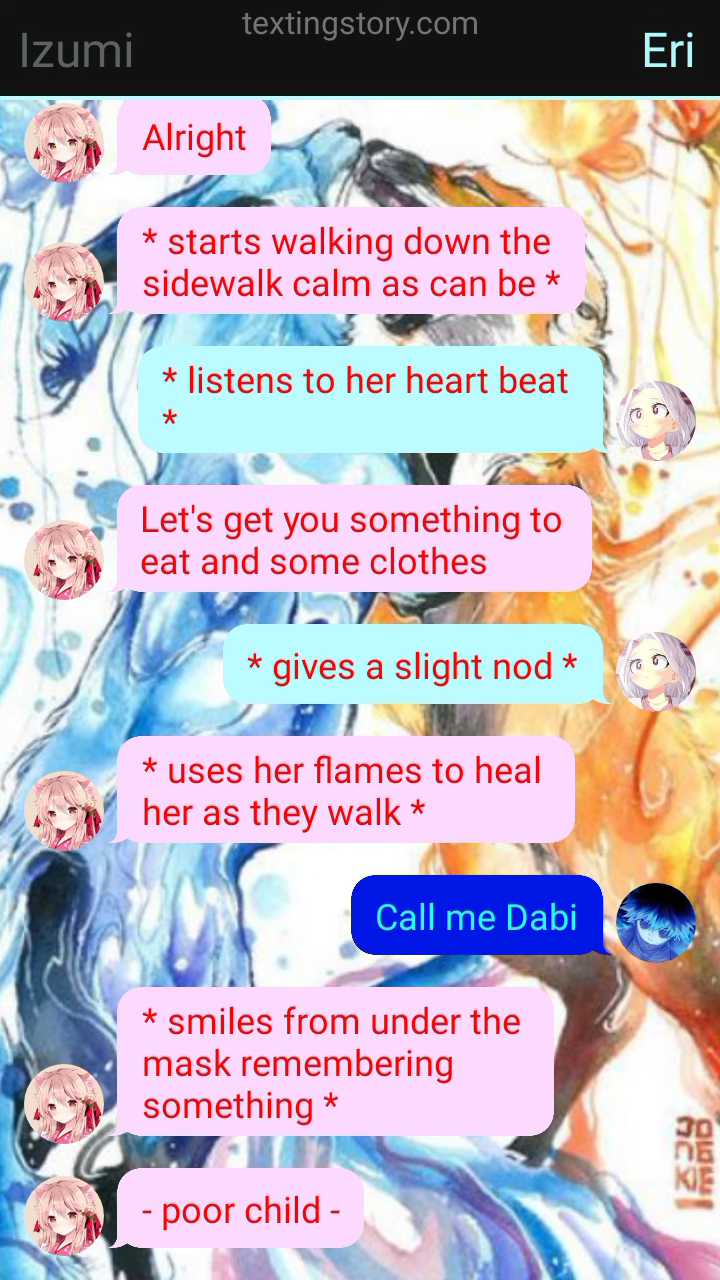 textingstory.com
Izumi
Eri
Alright
* starts walking down the
sidewalk calm as can be *
* listens to her heart beat
*
Let's get you something to
eat and some clothes
* gives a slight nod *
* uses her flames to heal
her as they walk *
Call me Dabi
* smiles from under the
mask remembering
something *
- poor child -